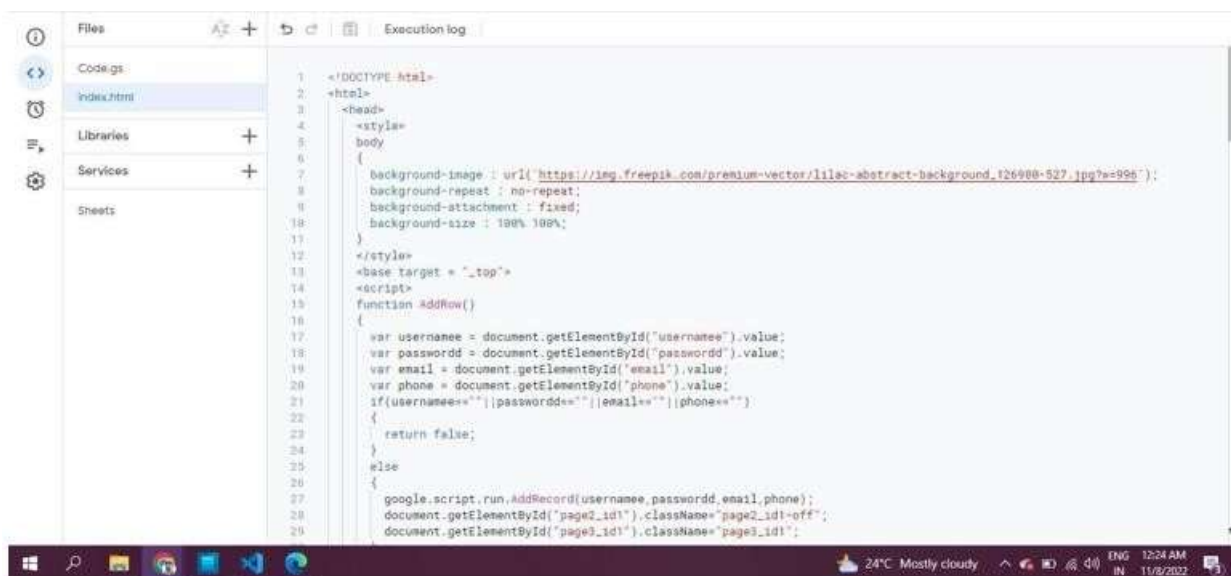 Files
Execution log
Code.gs
index.html
Libraries
Services
Sheets
1 <!DOCTYPE html>
2 <html>
3 <head>
4 <style>
5 body
6 {
7 background-image : url('https://img.freepik.com/premium-vector/lilac-abstract-background_126980-527.jpg?w=996');
8 background-repeat : no-repeat;
9 background-attachment : fixed;
10 background-size : 100% 100%;
11 }
12 </style>
13 <base target = "_top">
14 <script>
15 function AddRow()
16 {
17 var usernamee = document.getElementById("usernamee").value;
18 var passwordd = document.getElementById("passwordd").value;
19 var email = document.getElementById("email").value;
20 var phone = document.getElementById("phone").value;
21 if(usernamee==""||passwordd==""||email==""||phone=="")
22 {
23 return false;
24 }
25 else
26 {
27 google.script.run.AddRecord(usernamee,passwordd,email,phone);
28 document.getElementById("page2_id1").className="page2_id1-off";
29 document.getElementById("page3_id1").className="page3_id1";
24°C Mostly cloudy
ENG
IN
12:24 AM
11/8/2022